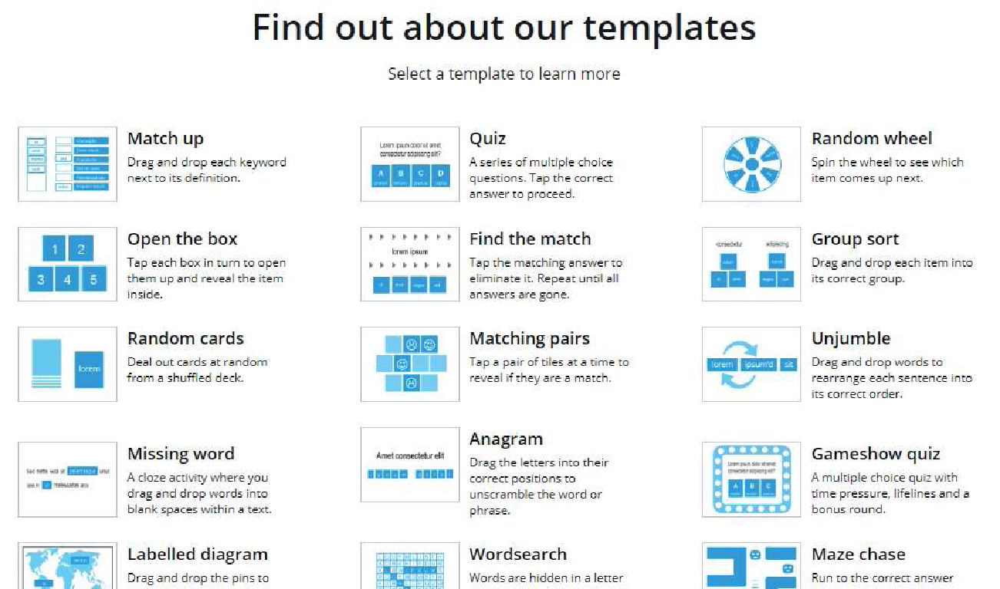 Find out about our templates
Select a template to learn more
Match up
Drag and drop each keyword
next to its definition.
Lorem ipsum dolor sit amet,
consectetur adipiscing elit?
A B C D
Quiz
A series of multiple choice
questions. Tap the correct
answer to proceed.
Random wheel
Spin the wheel to see which
item comes up next.
1 2
3 4 5
Open the box
Tap each box in turn to open
them up and reveal the item
inside.
lorem ipsum
Find the match
Tap the matching answer to
eliminate it. Repeat until all
answers are gone.
consectetur adipiscing
Group sort
Drag and drop each item into
its correct group.
lorem
Random cards
Deal out cards at random
from a shuffled deck.
Matching pairs
Tap a pair of tiles at a time to
reveal if they are a match.
lorem ipsum'd sit
Unjumble
Drag and drop words to
rearrange each sentence into
its correct order.
Missing word
A cloze activity where you
drag and drop words into
blank spaces within a text.
Amet consectetur elit
Anagram
Drag the letters into their
correct positions to
unscramble the word or
phrase.
Lorem ipsum dolor sit amet,
consectetur adipiscing elit?
A B C
Gameshow quiz
A multiple choice quiz with
time pressure, lifelines and a
bonus round.
Labelled diagram
Drag and drop the pins to
Wordsearch
Words are hidden in a letter
Maze chase
Run to the correct answer